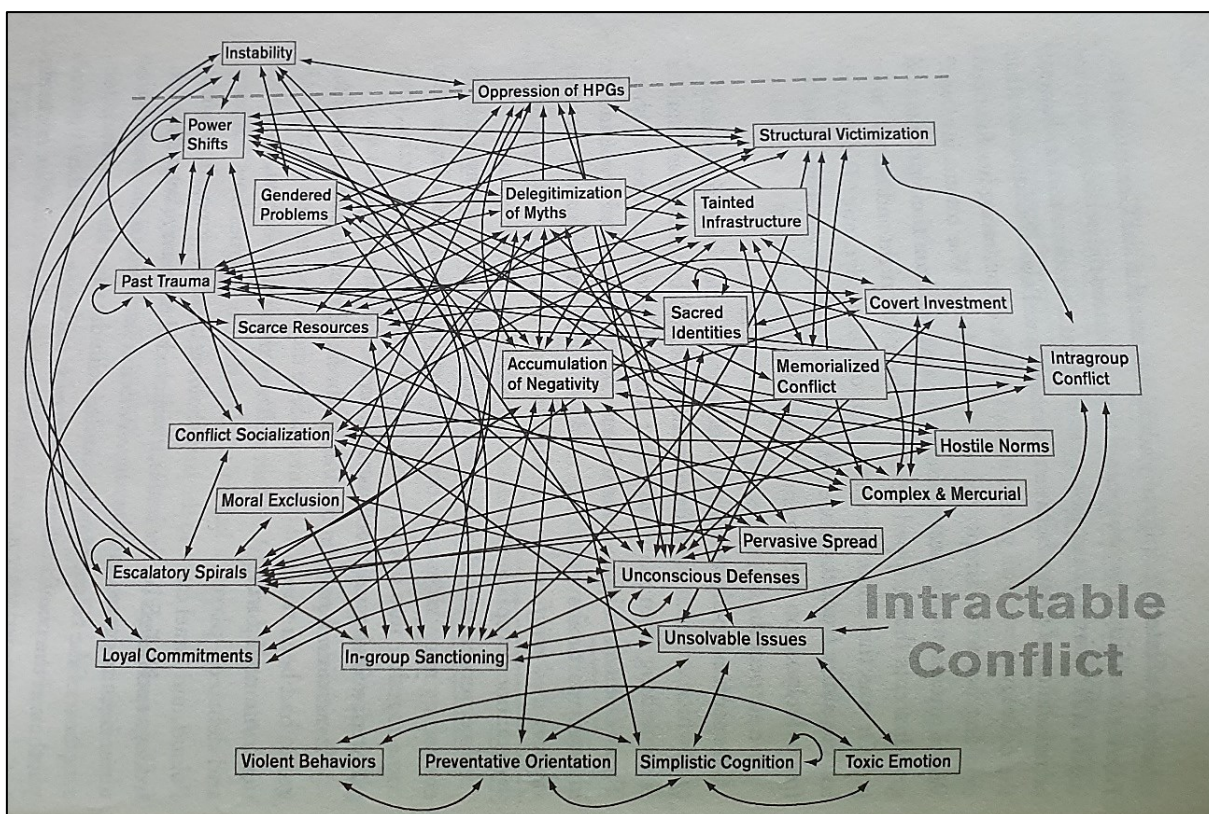 Instability
Oppression of HPGs
Power
Shifts
Structural Victimization
Gendered
Problems
Delegitimization
of Myths
Tainted
Infrastructure
Past Trauma
Sacred
Identities
Covert Investment
Scarce Resources
Accumulation
of Negativity
Memorialized
Conflict
Intragroup
Conflict
Conflict Socialization
Hostile Norms
Moral Exclusion
Complex & Mercurial
Pervasive Spread
Escalatory Spirals
Unconscious Defenses
Intractable
Conflict
Loyal Commitments
In-group Sanctioning
Unsolvable Issues
Violent Behaviors
Preventative Orientation
Simplistic Cognition
Toxic Emotion